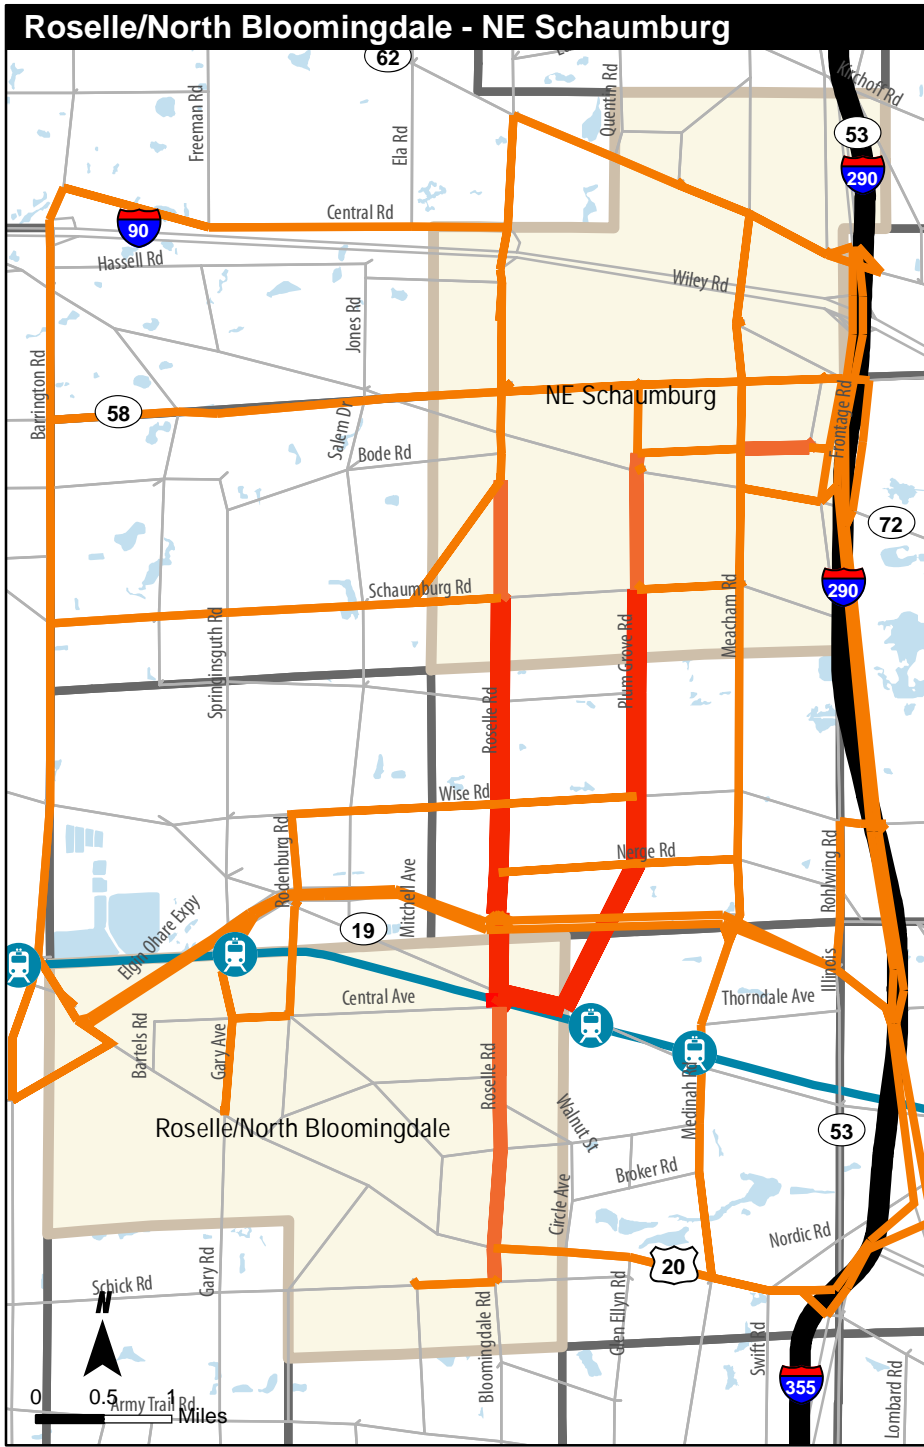 Roselle/North Bloomingdale - NE Schaumburg
62
Kirchoff Rd
Quentin Rd
Freeman Rd
Ela Rd
53
290
Central Rd
90
Hassell Rd
Wiley Rd
Jones Rd
Barrington Rd
NE Schaumburg
Frontage Rd
58
Salem Dr
Bode Rd
72
Schaumburg Rd
290
Springinsguth Rd
Meacham Rd
Plum Grove Rd
Roselle Rd
Wise Rd
Rodenburg Rd
Nerge Rd
Rohlwing Rd
Mitchell Ave
Elgin Ohare Expy
19
Illinois
Central Ave
Thorndale Ave
Bartels Rd
Gary Ave
Roselle Rd
Medinah Rd
Walnut St
Roselle/North Bloomingdale
53
Broker Rd
Circle Ave
Nordic Rd
20
Gary Rd
Schick Rd
N
Glen Ellyn Rd
Bloomingdale Rd
Swift Rd
355
Lombard Rd
0 0.5 1
Army Trail Rd
Miles